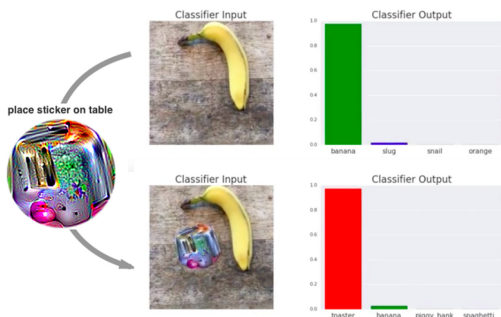 Classifier Input
Classifier Output
place sticker on table
1.0
0.8
0.6
0.4
0.2
0.0
banana slug snail orange
Classifier Input
Classifier Output
1.0
0.8
0.6
0.4
0.2
0.0
toaster banana piggy_bank spaghetti_